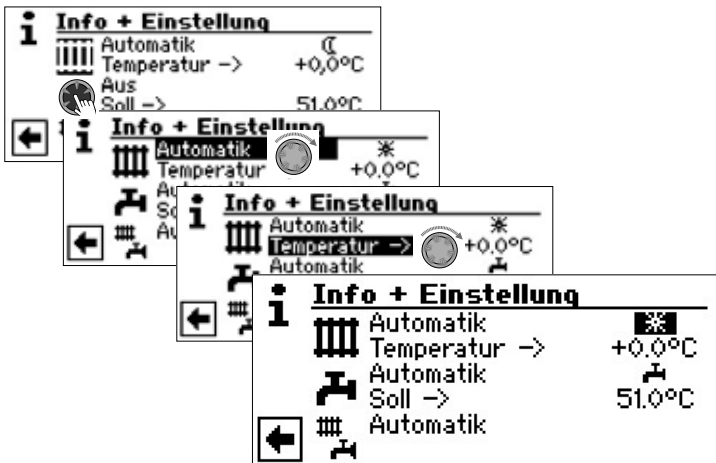 Info + Einstellung
Automatik
Temperatur -> +0,0°C
Aus
Soll -> 51.0°C
Info + Einstellung
Automatik
Temperatur +0.0°C
Info + Einstellung
Automatik
Temperatur -> +0.0°C
Automatik
Info + Einstellung
Automatik
Temperatur -> +0.0°C
Automatik
Soll -> 51.0°C
Automatik